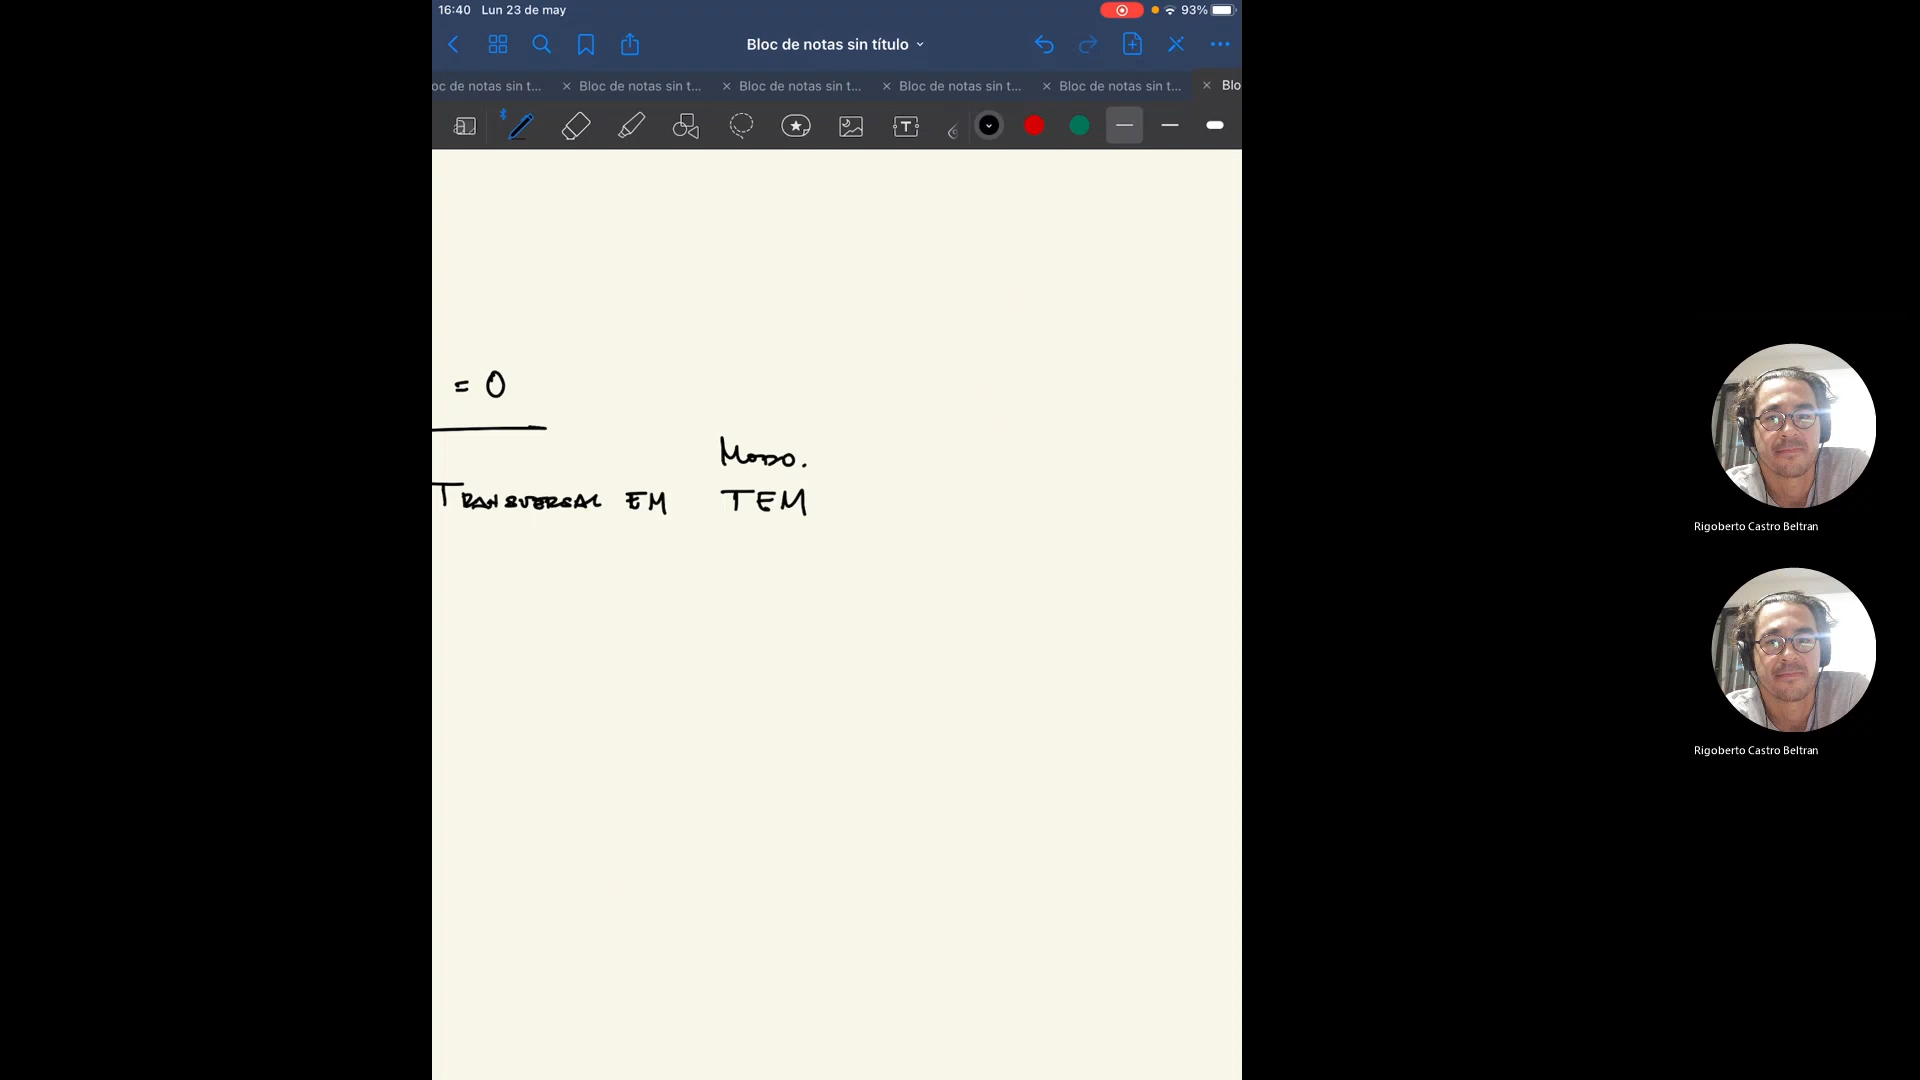 16:40 Lun 23 de may 93%
Bloc de notas sin título
oc de notas sin t... Bloc de notas sin t... Bloc de notas sin t... Bloc de notas sin t... Bloc de notas sin t... Blo
T
= 0
Modo.
Transversal EM TEM
Rigoberto Castro Beltran
Rigoberto Castro Beltran